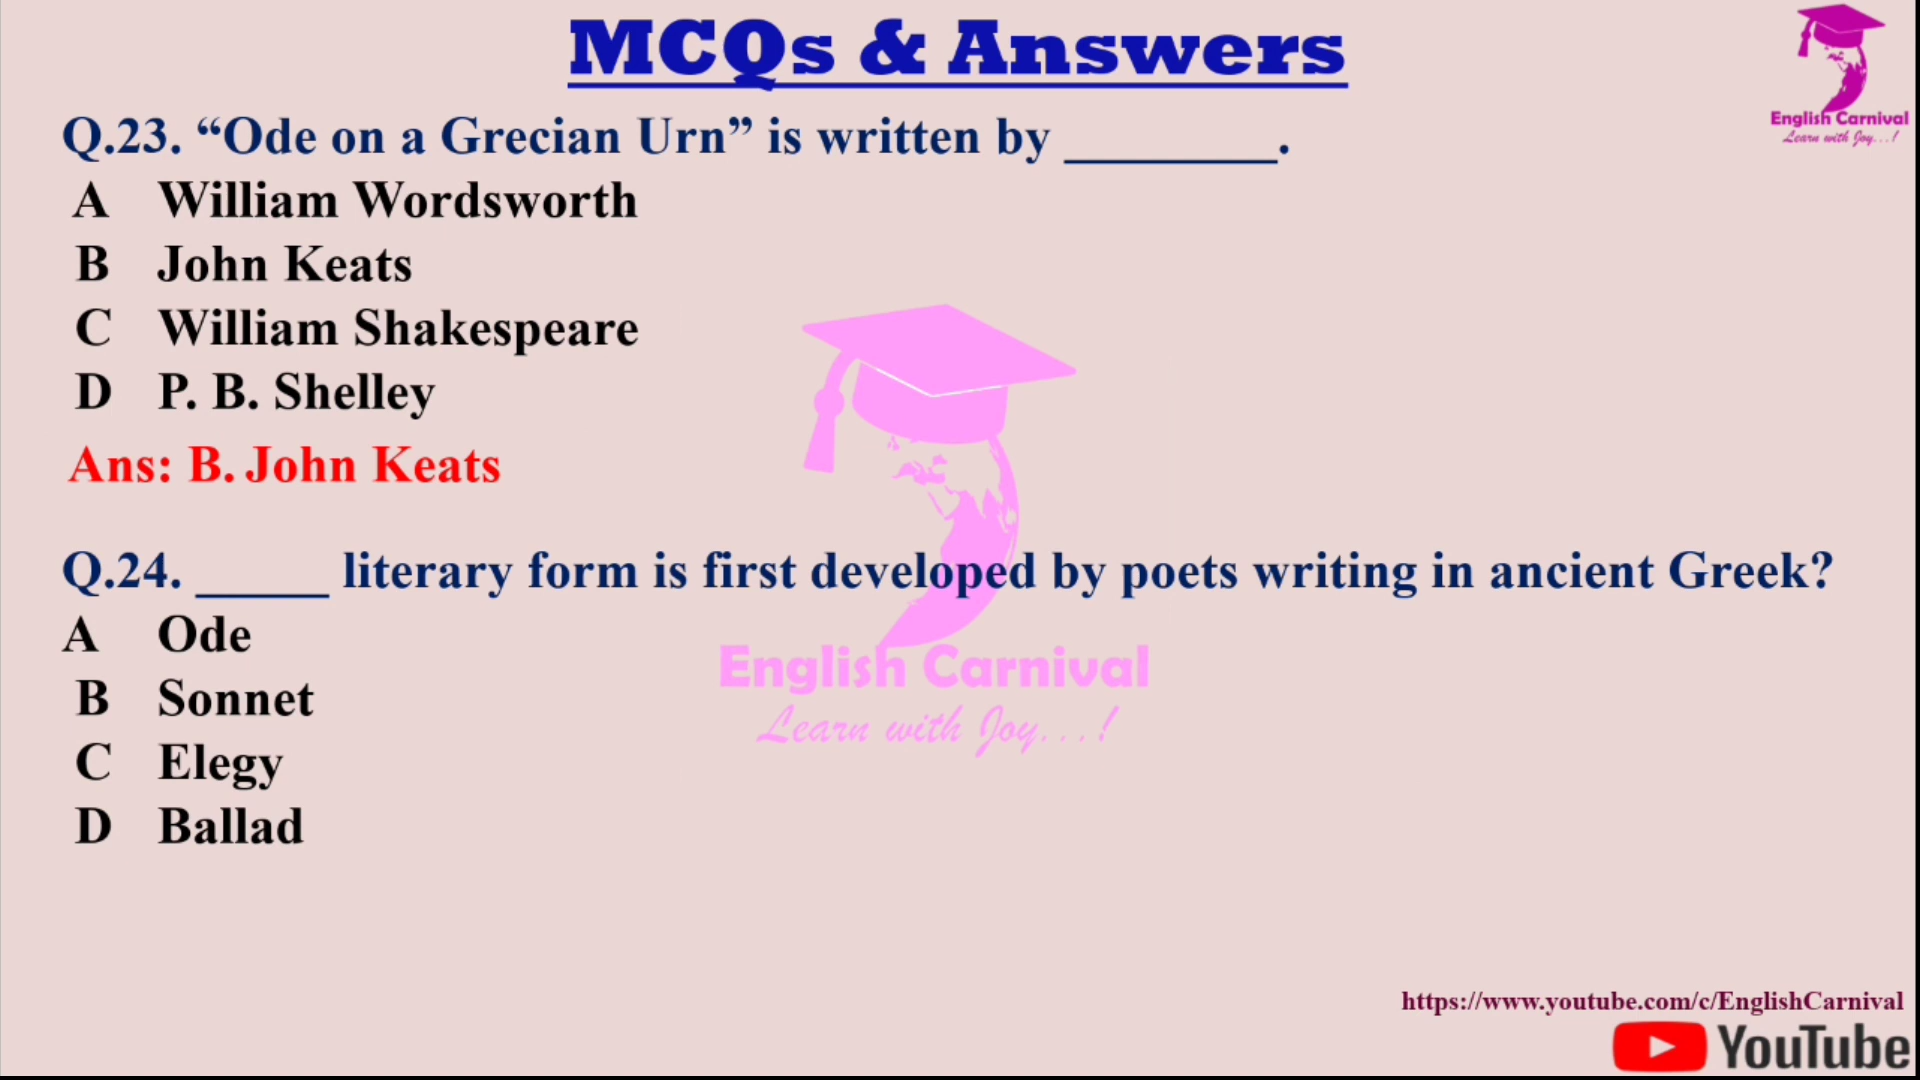 MCQs & Answers
English Carnival
Learn with Joy...!
Q.23. “Ode on a Grecian Urn” is written by ________.
A William Wordsworth
B John Keats
C William Shakespeare
D P. B. Shelley
Ans: B. John Keats
Q.24. _____ literary form is first developed by poets writing in ancient Greek?
A Ode
B Sonnet
C Elegy
D Ballad
English Carnival
Learn with Joy...!
https://www.youtube.com/c/EnglishCarnival
YouTube